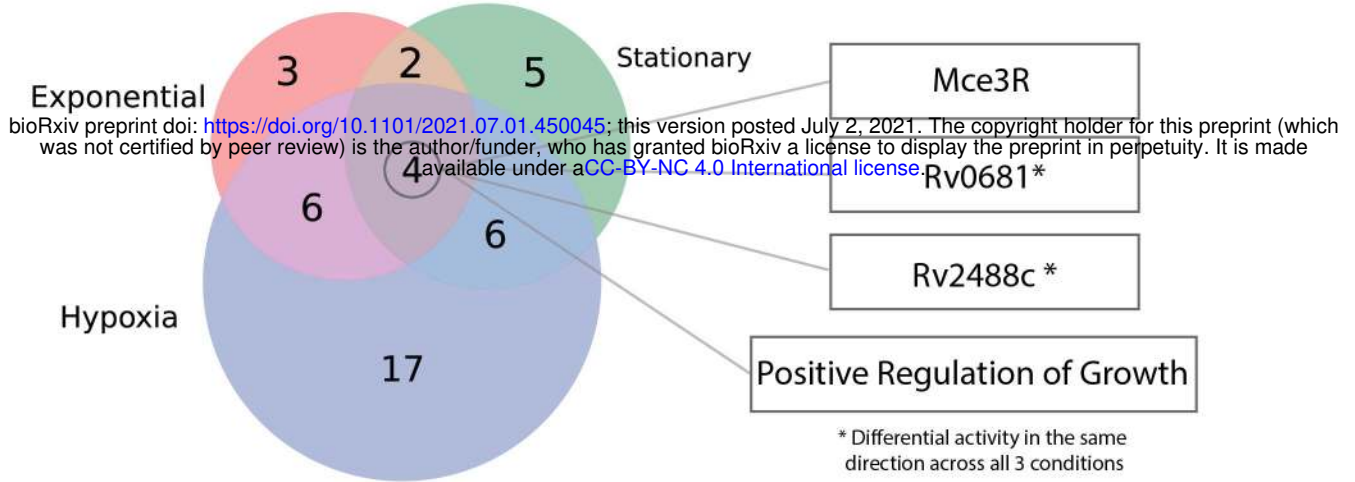 3
2
5
Stationary
Mce3R
Exponential
bioRxiv preprint doi: https://doi.org/10.1101/2021.07.01.450045; this version posted July 2, 2021. The copyright holder for this preprint (which
was not certified by peer review) is the author/funder, who has granted bioRxiv a license to display the preprint in perpetuity. It is made
available under aCC-BY-NC 4.0 International license.
4
Rv0681*
6
6
Rv2488c *
Hypoxia
17
Positive Regulation of Growth
* Differential activity in the same
direction across all 3 conditions